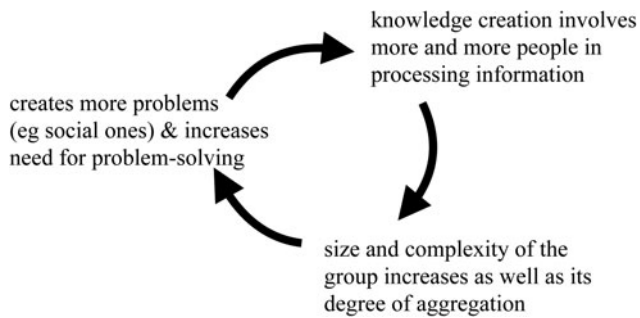 knowledge creation involves
more and more people in
processing information
creates more problems
(eg social ones) & increases
need for problem-solving
size and complexity of the
group increases as well as its
degree of aggregation